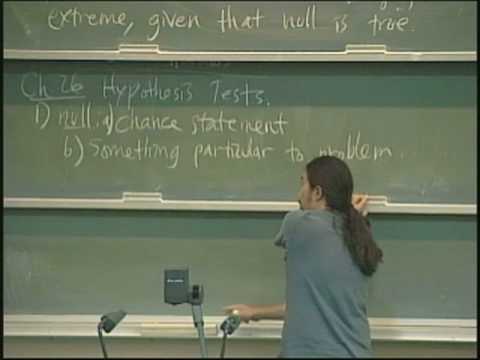 extreme, given that null is true.
Ch 26 Hypothesis Tests.
1) null. a) chance statement
b) Something particular to problem.